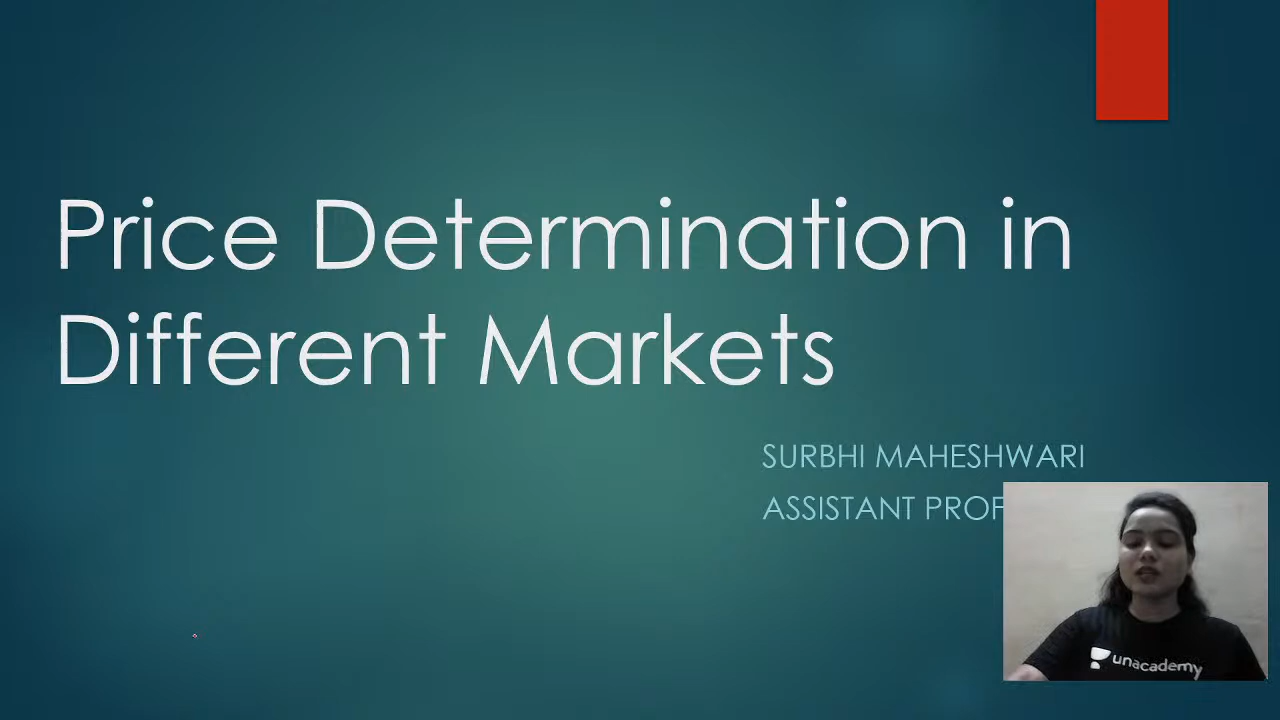 Price Determination in
Different Markets
SURBHI MAHESHWARI
ASSISTANT PROF
unacademy